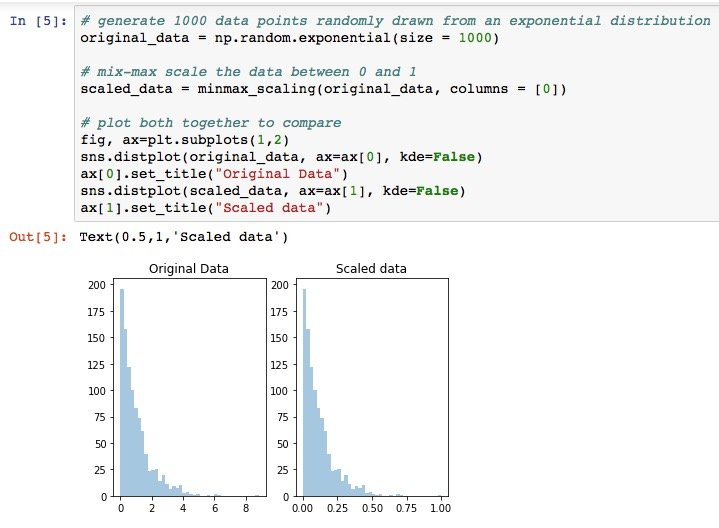 In [5]: # generate 1000 data points randomly drawn from an exponential distribution
original_data = np.random.exponential(size = 1000)
# mix-max scale the data between 0 and 1
scaled_data = minmax_scaling(original_data, columns = [0])
# plot both together to compare
fig, ax=plt.subplots(1,2)
sns.distplot(original_data, ax=ax[0], kde=False)
ax[0].set_title("Original Data")
sns.distplot(scaled_data, ax=ax[1], kde=False)
ax[1].set_title("Scaled data")
Out[5]: Text(0.5,1,'Scaled data')
Original Data
200
175
150
125
100
75
50
25
0
0 2 4 6 8
Scaled data
200
175
150
125
100
75
50
25
0
0.00 0.25 0.50 0.75 1.00